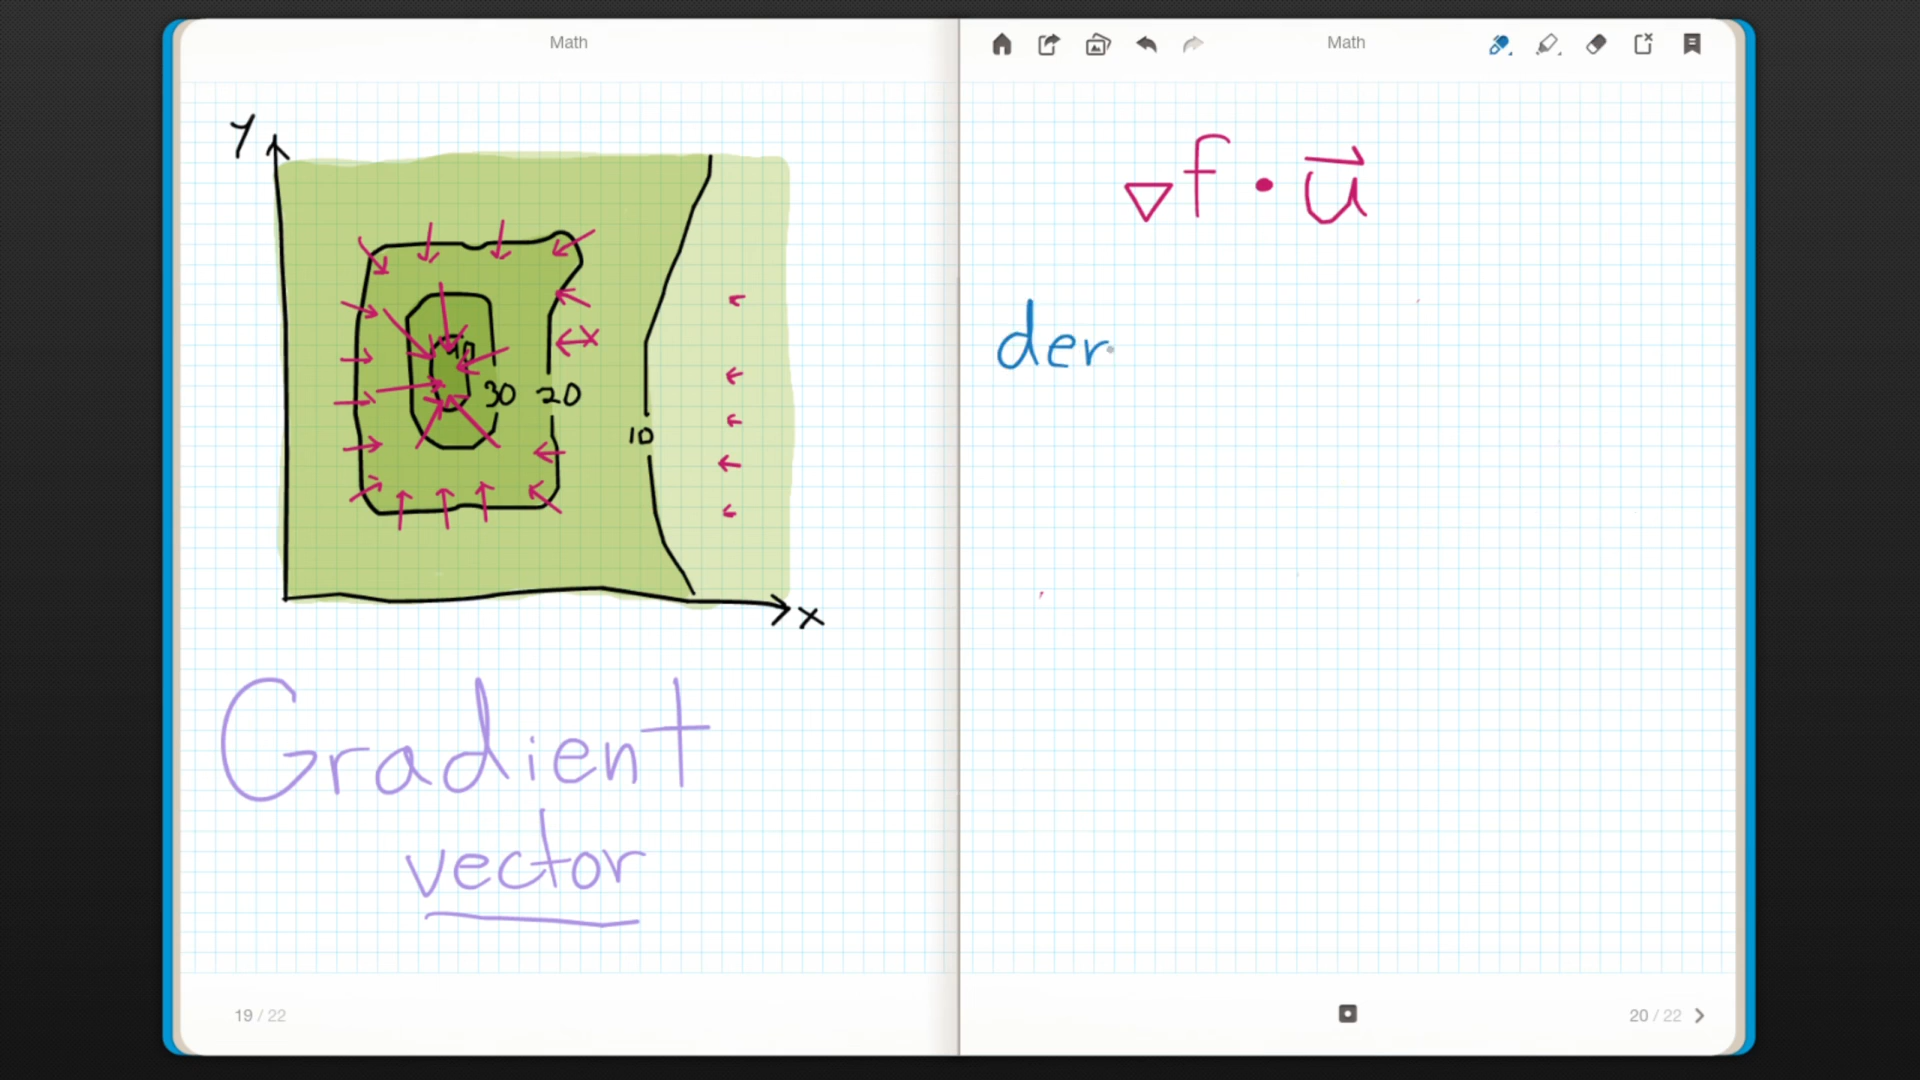 Math
Y
40
30
20
10
X
Gradient
vector
19 / 22
Math
▽f • u⃗
der
20 / 22